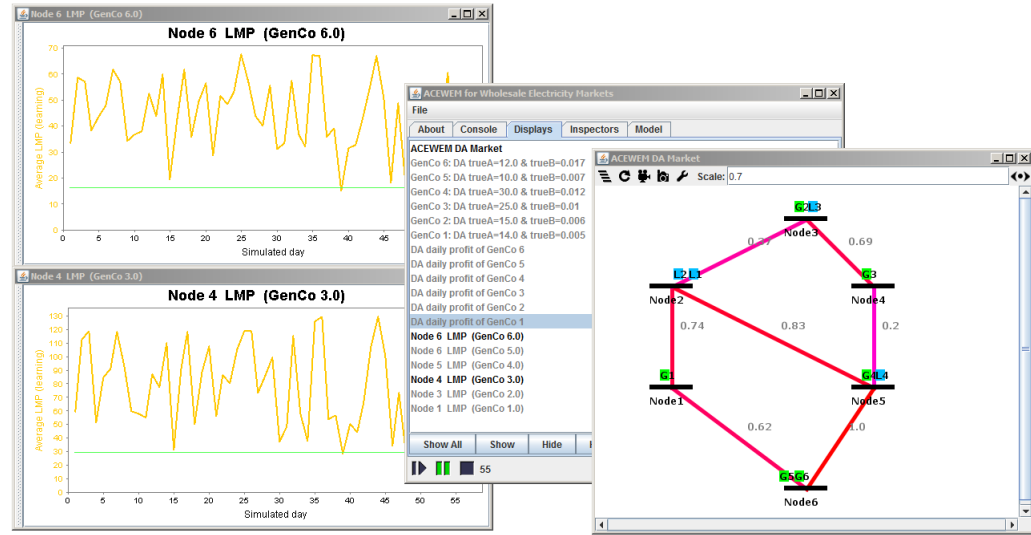 Node 6 LMP (GenCo 6.0)
Node 6 LMP (GenCo 6.0)
Average LMP (learning)
70
60
50
40
30
20
10
0
0 5 10 15 20 25 30 35 40 45
Simulated day
Node 4 LMP (GenCo 3.0)
Node 4 LMP (GenCo 3.0)
Average LMP (learning)
130
120
110
100
90
80
70
60
50
40
30
20
10
0
0 5 10 15 20 25 30 35 40 45 50 55
Simulated day
ACEWEM for Wholesale Electricity Markets
File
About Console Displays Inspectors Model
ACEWEM DA Market
GenCo 6: DA trueA=12.0 & trueB=0.017
GenCo 5: DA trueA=10.0 & trueB=0.007
GenCo 4: DA trueA=30.0 & trueB=0.012
GenCo 3: DA trueA=25.0 & trueB=0.01
GenCo 2: DA trueA=15.0 & trueB=0.006
GenCo 1: DA trueA=14.0 & trueB=0.005
DA daily profit of GenCo 6
DA daily profit of GenCo 5
DA daily profit of GenCo 4
DA daily profit of GenCo 3
DA daily profit of GenCo 2
DA daily profit of GenCo 1
Node 6 LMP (GenCo 6.0)
Node 6 LMP (GenCo 5.0)
Node 5 LMP (GenCo 4.0)
Node 4 LMP (GenCo 3.0)
Node 3 LMP (GenCo 2.0)
Node 1 LMP (GenCo 1.0)
Show All Show Hide
55
ACEWEM DA Market
Scale: 0.7
G2 L3
Node3
0.69
L2 L1
G3
Node2
Node4
0.74
0.83
0.2
G1
G4 L4
Node1
Node5
0.62
1.0
G5 G6
Node6